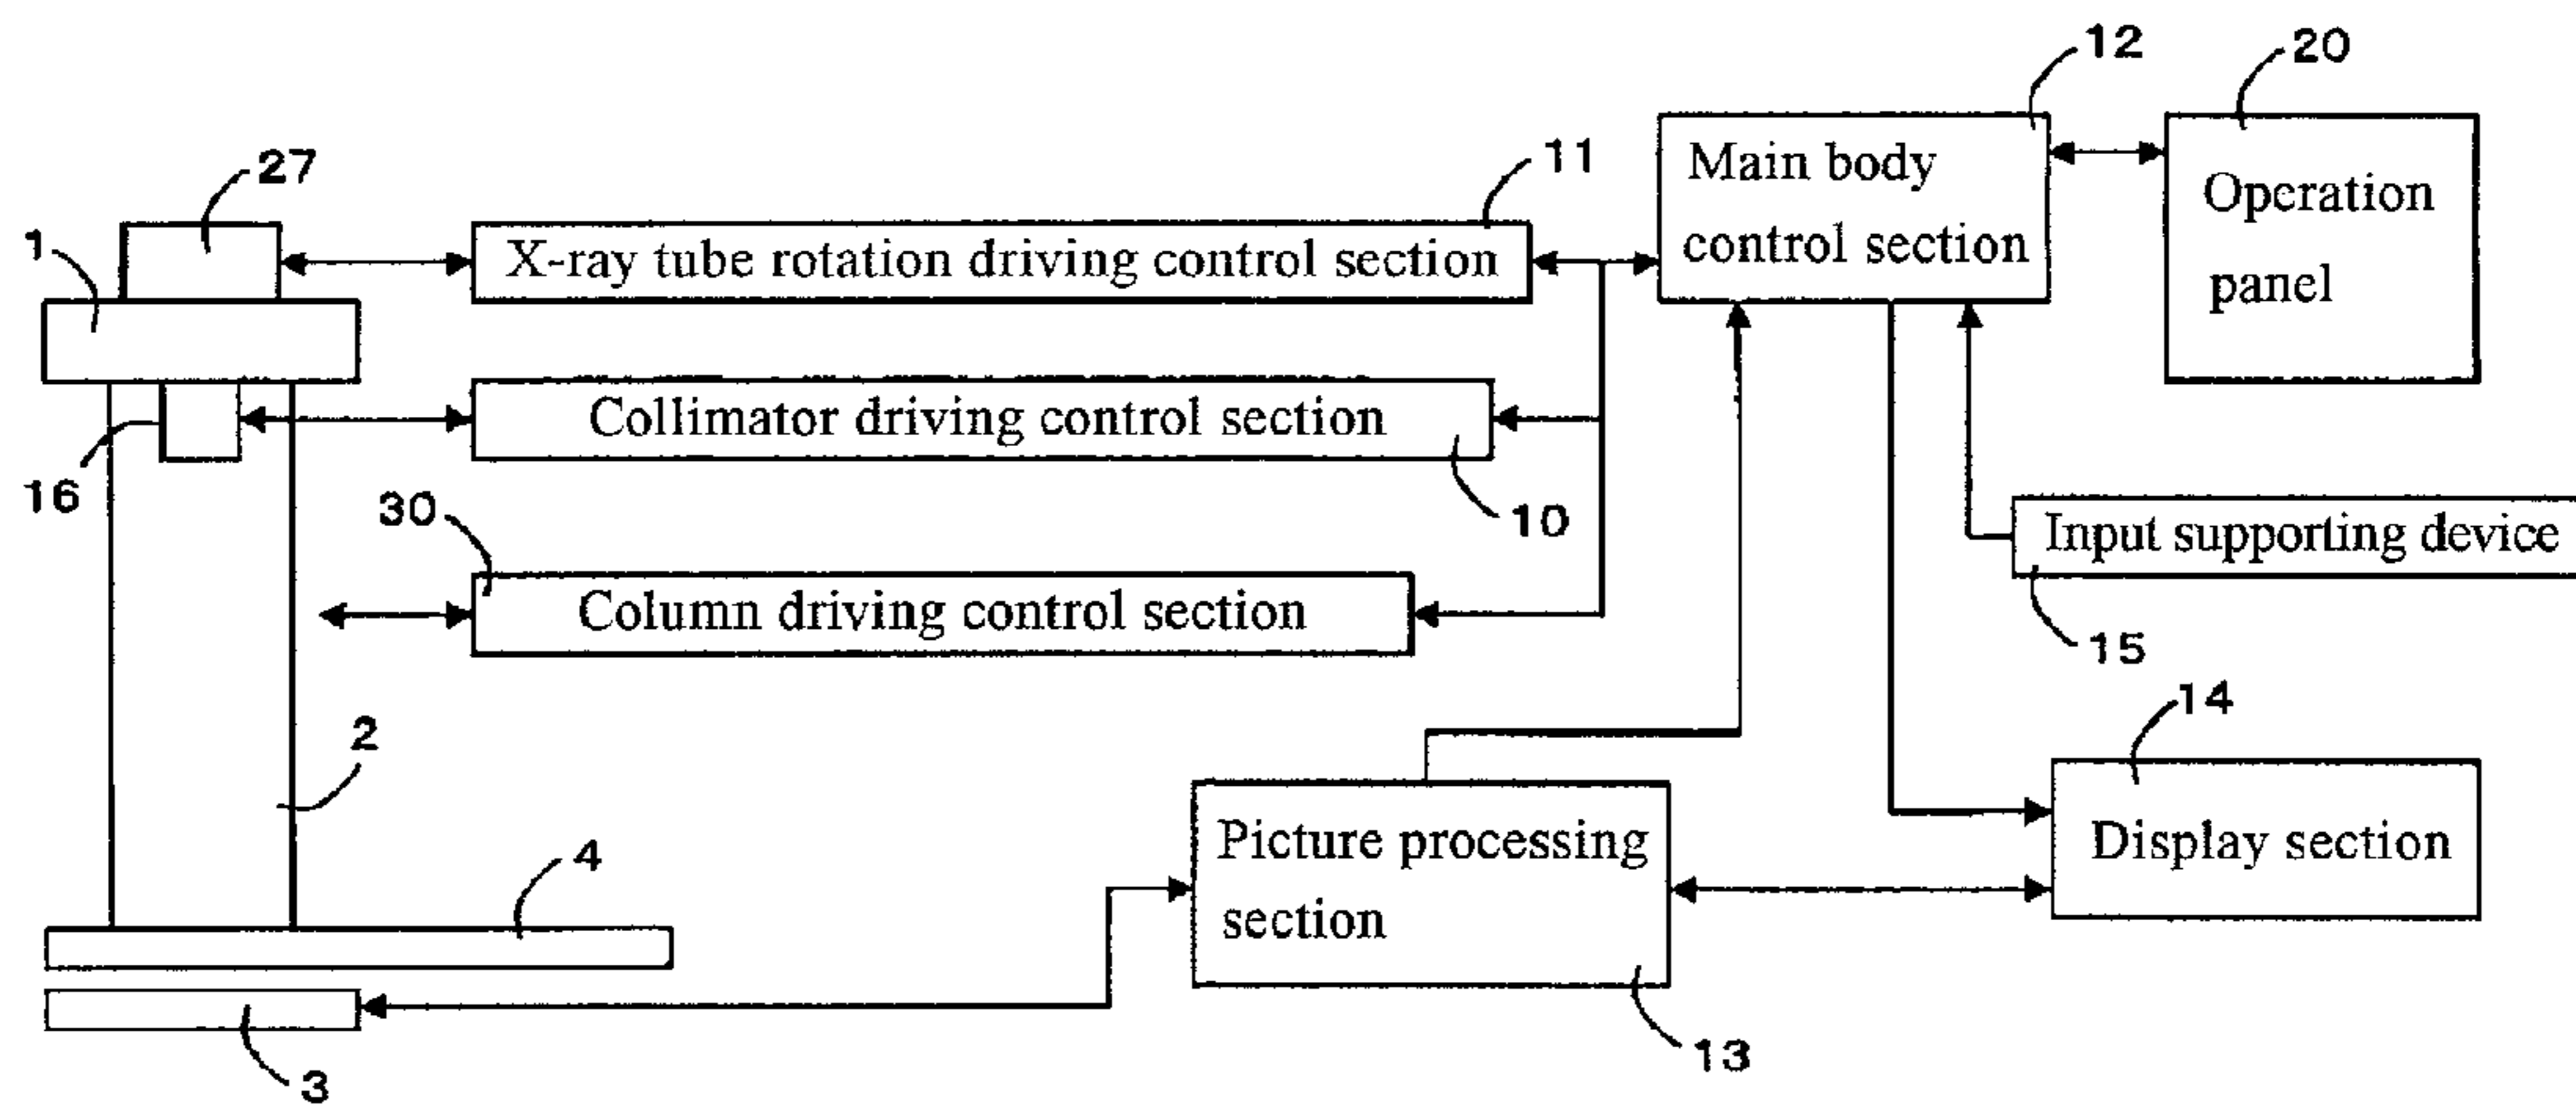 12
20
27
11
Main body
control section
Operation
panel
1
X-ray tube rotation driving control section
Collimator driving control section
16
10
30
Input supporting device
Column driving control section
15
14
2
Picture processing
section
Display section
4
13
3